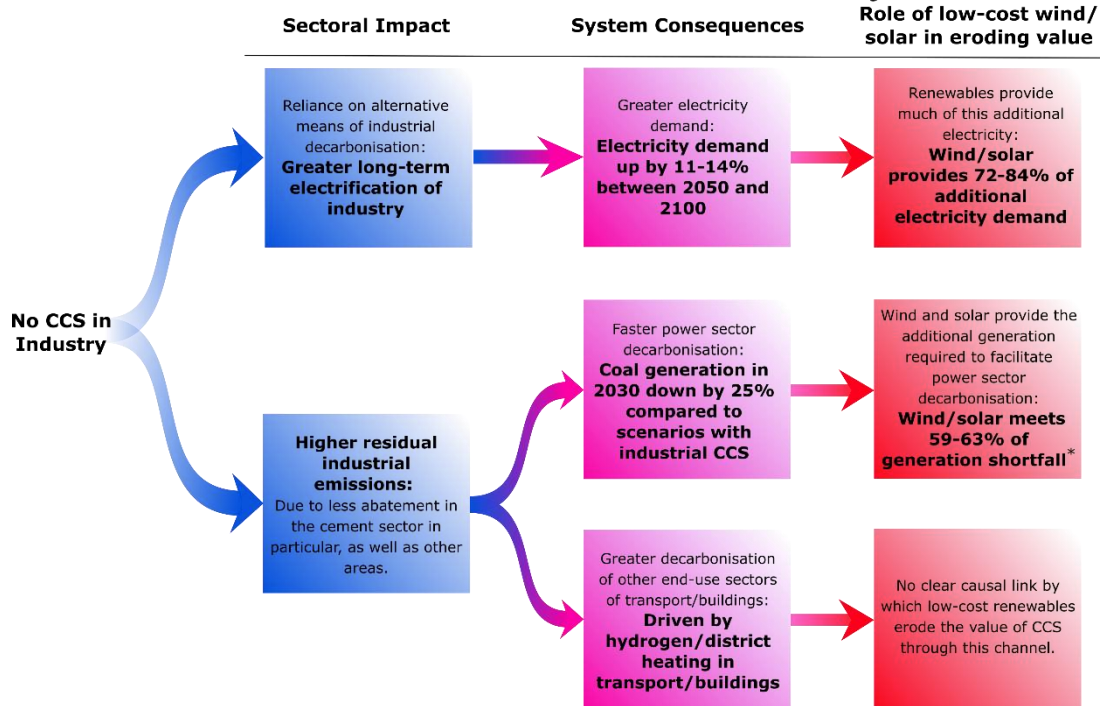 Sectoral Impact
System Consequences
Role of low-cost wind/
solar in eroding value
Reliance on alternative
means of industrial
decarbonisation:
Greater long-term
electrification of
industry
Greater electricity
demand:
Electricity demand
up by 11-14%
between 2050 and
2100
Renewables provide
much of this additional
electricity:
Wind/solar
provides 72-84% of
additional
electricity demand
No CCS in
Industry
Faster power sector
decarbonisation:
Coal generation in
2030 down by 25%
compared to
scenarios with
industrial CCS
Wind and solar provide the
additional generation
required to facilitate
power sector
decarbonisation:
Wind/solar meets
59-63% of
generation shortfall*
Higher residual
industrial
emissions:
Due to less abatement in
the cement sector in
particular, as well as other
areas.
Greater decarbonisation
of other end-use sectors
of transport/buildings:
Driven by
hydrogen/district
heating in
transport/buildings
No clear causal link by
which low-cost renewables
erode the value of CCS
through this channel.